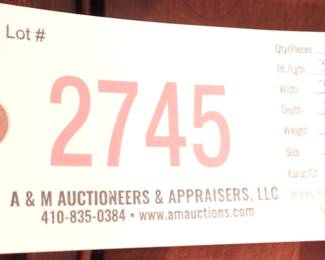 Lot #
2745
A & M AUCTIONEERS & APPRAISERS, LLC
410-835-0384 • www.amauctions.com
Qty/Pieces
Ht./Lgth
Width
Depth
Weight
Size
Karat/Ct